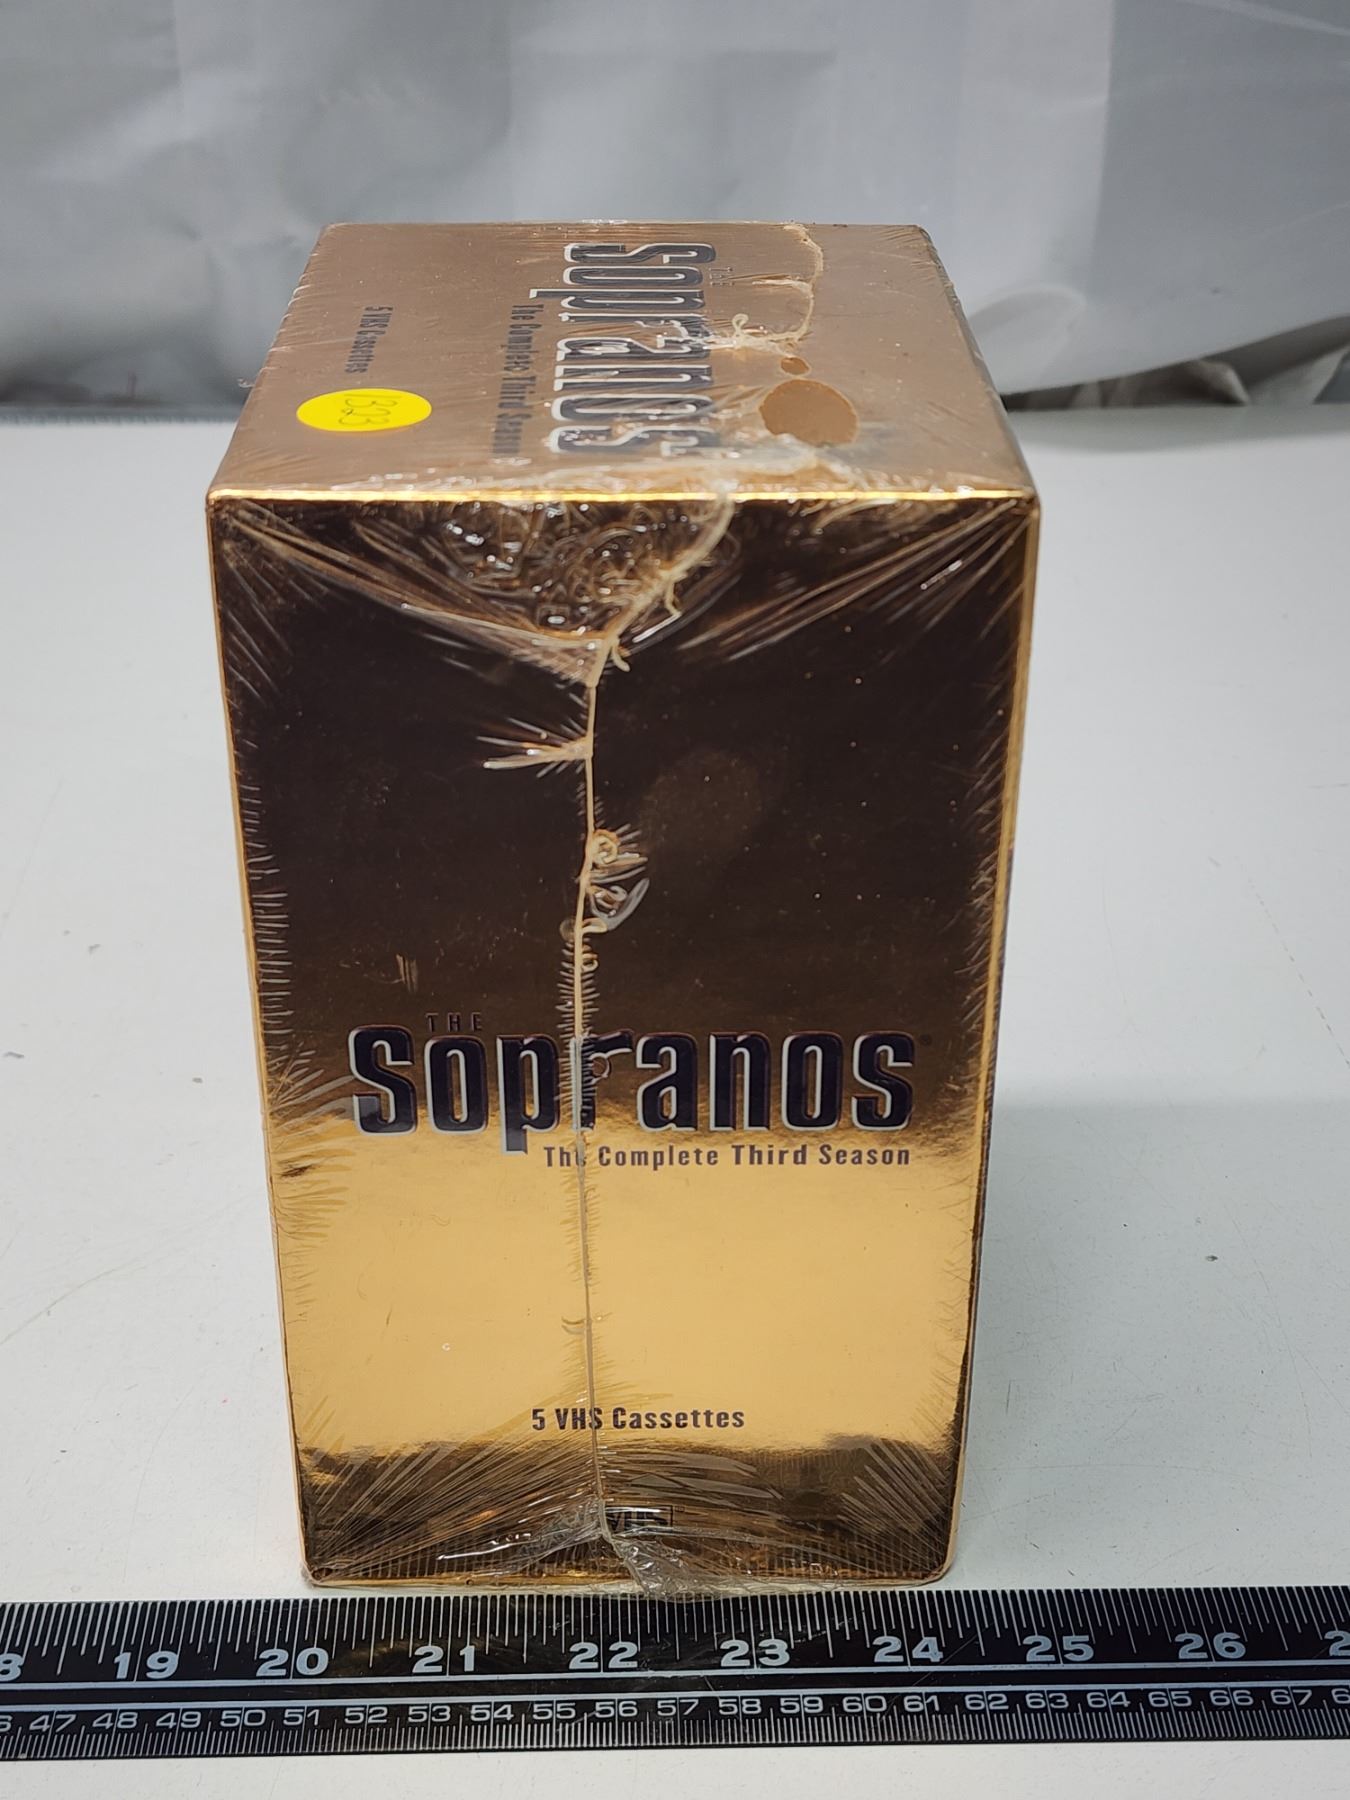 THE
Sopranos
The Complete Third Season
5 VHS Cassettes
1323
THE
Sopranos®
The Complete Third Season
5 VHS Cassettes
VHS
19 20 21 22 23 24 25 26
47 48 49 50 51 52 53 54 55 56 57 58 59 60 61 62 63 64 65 66 67